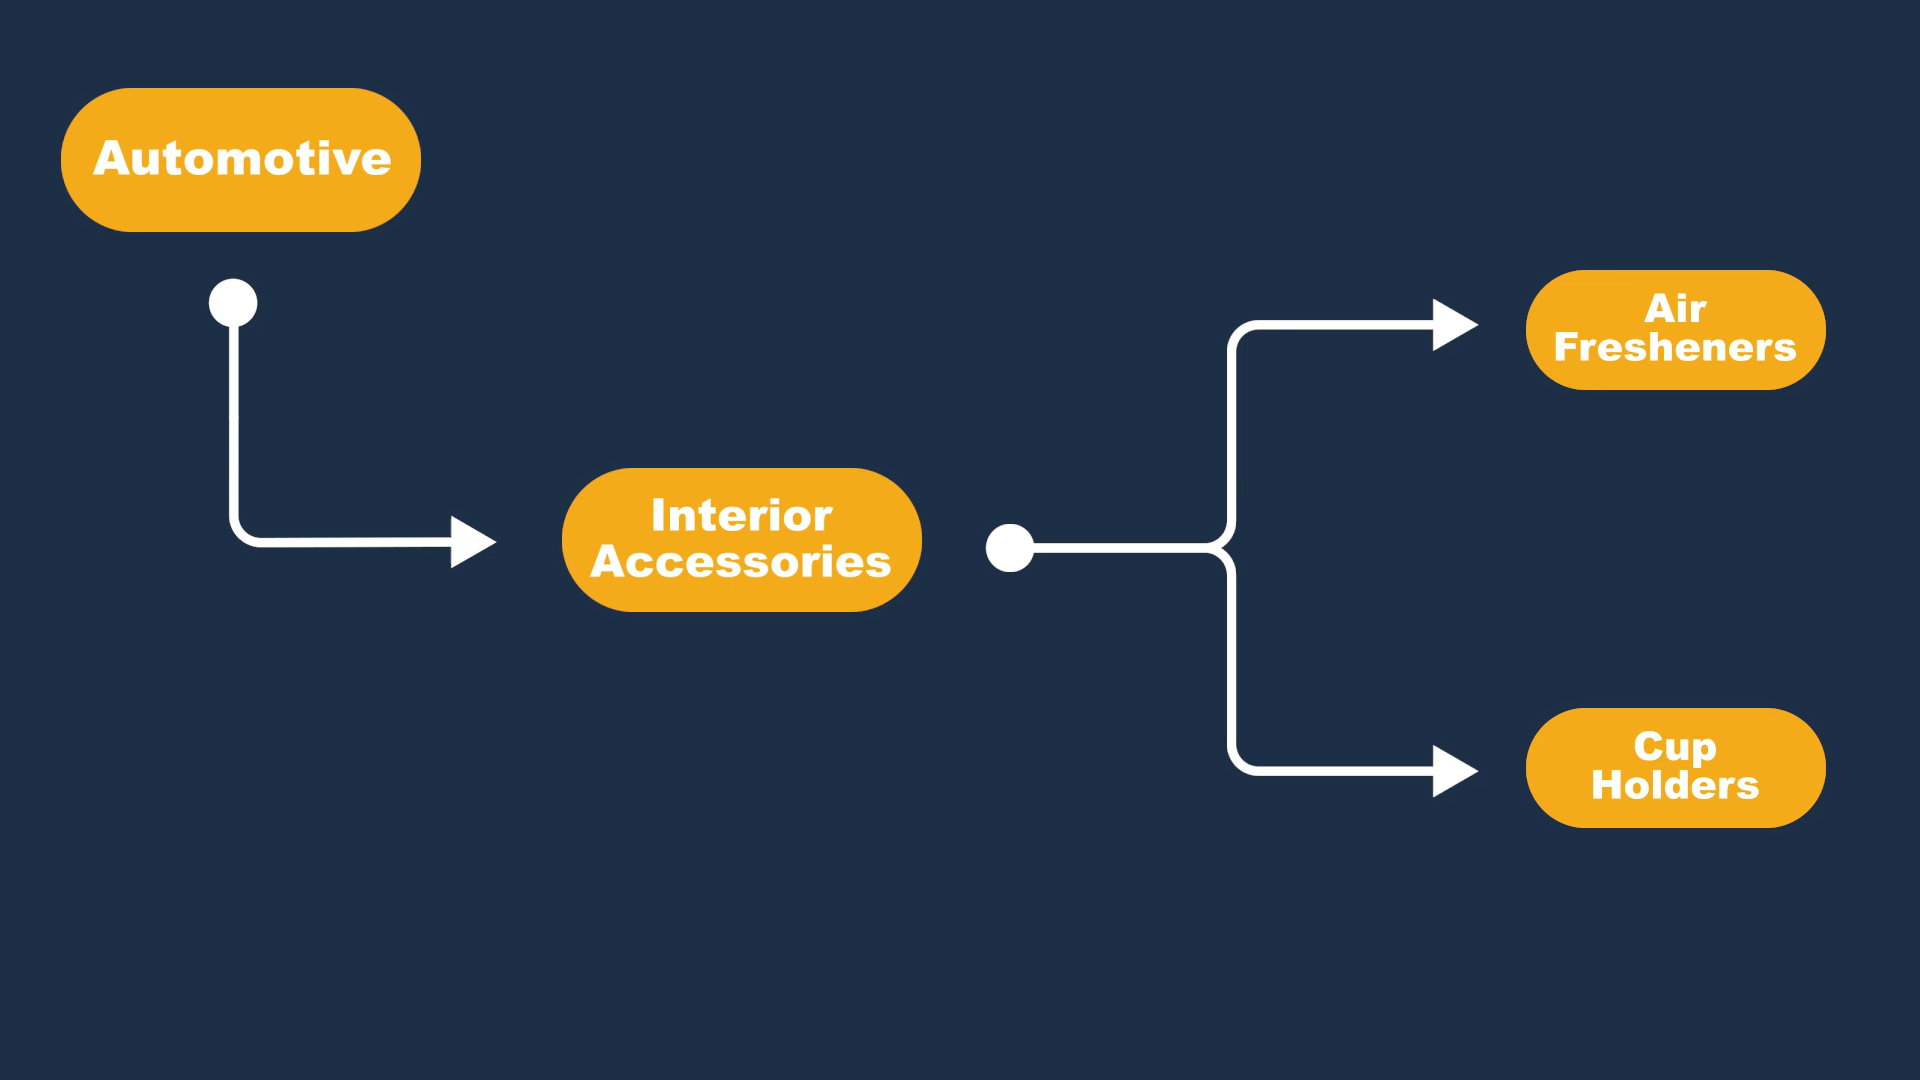 Automotive
Interior
Accessories
Air
Fresheners
Cup
Holders